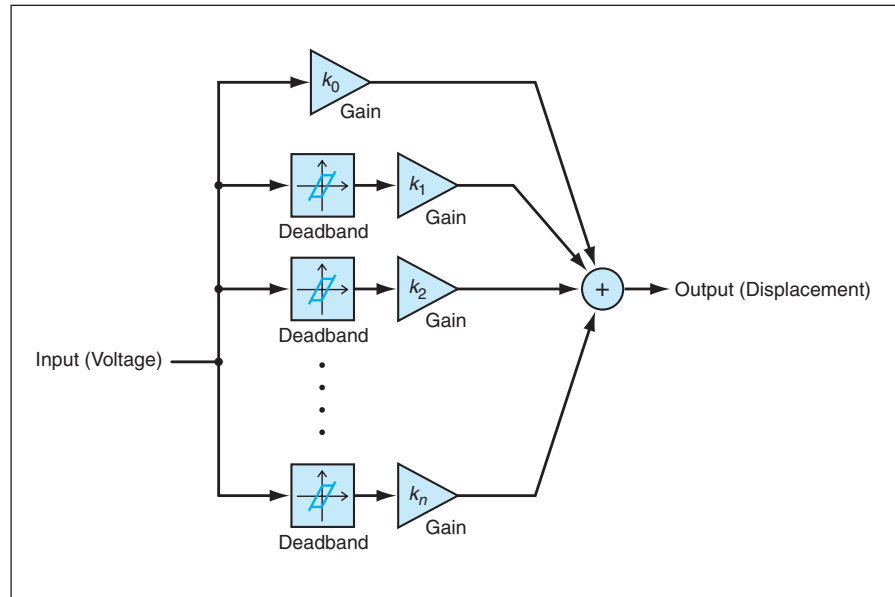 k0
Gain
k1
Gain
Deadband
k2
Gain
Deadband
+
Output (Displacement)
Input (Voltage)
kn
Gain
Deadband